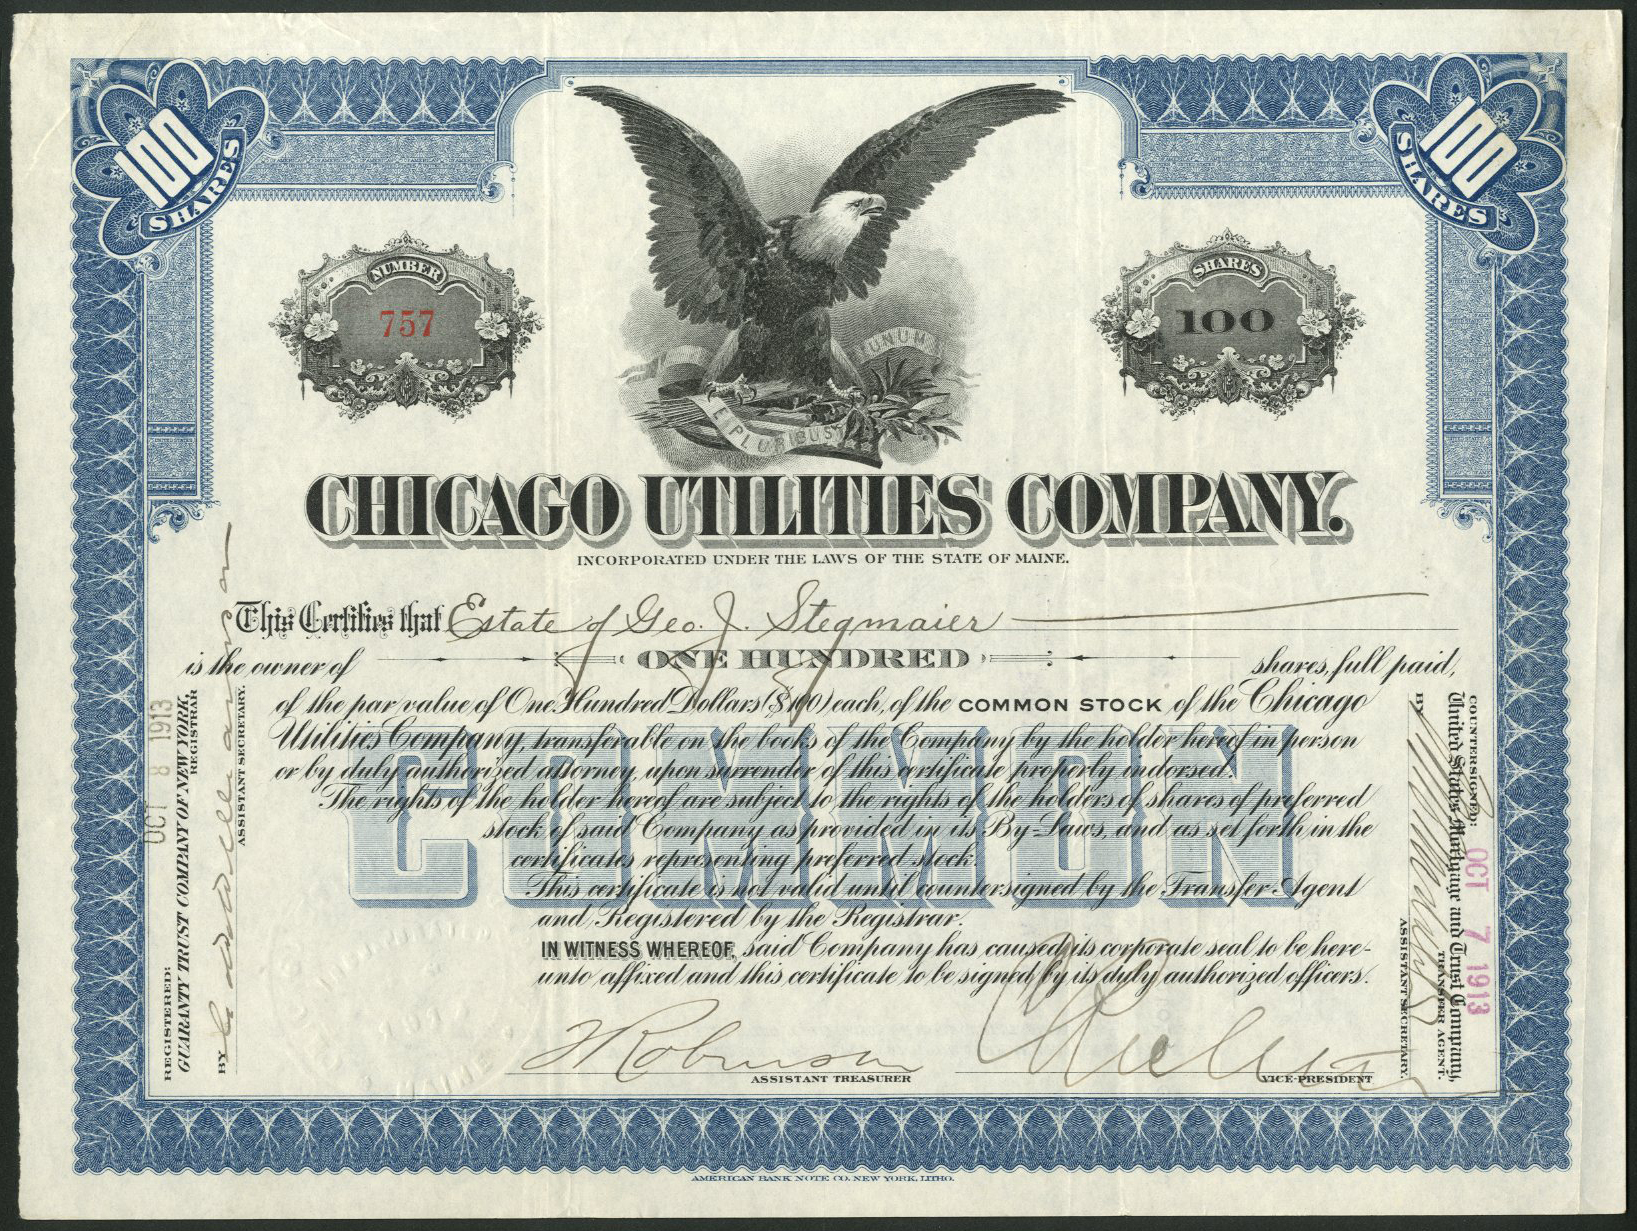 100 SHARES
100 SHARES
NUMBER
757
SHARES
100
E PLURIBUS UNUM
CHICAGO UTILITIES COMPANY.
INCORPORATED UNDER THE LAWS OF THE STATE OF MAINE.
This Certifies that Estate of Geo. J. Stegmaier
is the owner of ONE HUNDRED shares, full paid,
of the par value of One Hundred Dollars ($100) each, of the COMMON STOCK of the Chicago
Utilities Company, transferable on the books of the Company by the holder hereof in person
or by duly authorized attorney, upon surrender of this certificate properly indorsed.
The rights of the holder hereof are subject to the rights of the holders of shares of preferred
stock of said Company as provided in its By-Laws, and as set forth in the
certificates representing preferred stock.
This certificate is not valid until countersigned by the Transfer Agent
and Registered by the Registrar.
IN WITNESS WHEREOF, said Company has caused its corporate seal to be here-
unto affixed and this certificate to be signed by its duly authorized officers.
COMMON
Robinson
ASSISTANT TREASURER
VICE-PRESIDENT
REGISTERED:
GUARANTY TRUST COMPANY OF NEW YORK,
REGISTRAR
BY
ASSISTANT SECRETARY.
OCT 8 1913
COUNTERSIGNED:
United States Mortgage and Trust Company,
TRANSFER AGENT.
BY
ASSISTANT SECRETARY.
OCT 7 1913
AMERICAN BANK NOTE CO. NEW YORK, LITHO.